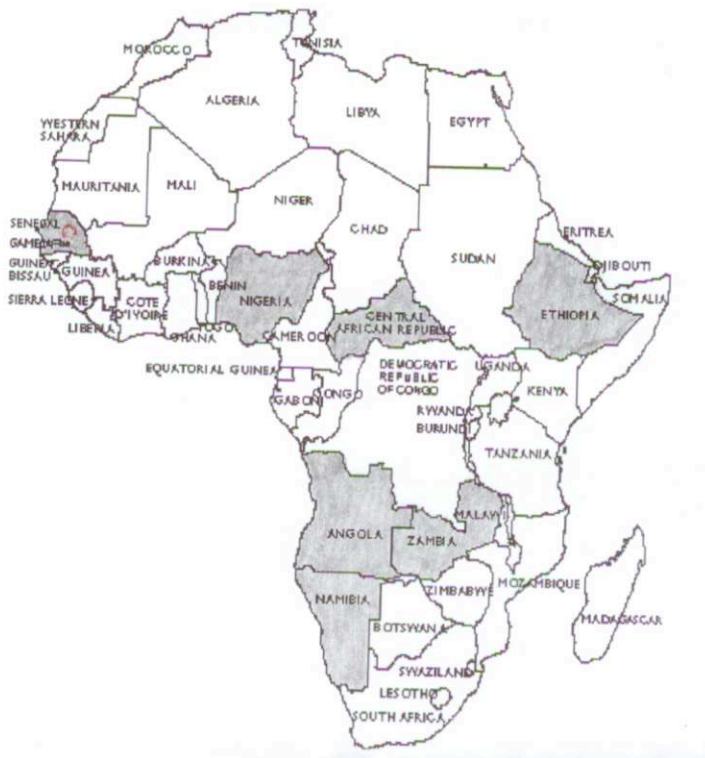 MOROCCO
TUNISIA
ALGERIA
LIBYA
EGYPT
WESTERN
SAHARA
MAURITANIA
MALI
NIGER
CHAD
SUDAN
ERITREA
SENEGAL
DJIBOUTI
GUINEA
BISSAU
GUINEA
BURKINA
BENIN
NIGERIA
SOMALIA
ETHIOPIA
SIERRA LEONE
COTE
D'IVOIRE
LIBERIA
GHANA
TOGO
CAMEROON
CENTRAL
AFRICAN REPUBLIC
EQUATORIAL GUINEA
DEMOCRATIC
REPUBLIC
OF CONGO
UGANDA
KENYA
GABON
CONGO
RWANDA
BURUNDI
TANZANIA
ANGOLA
ZAMBIA
MALAWI
NAMIBIA
ZIMBABWE
MOZAMBIQUE
BOTSWANA
MADAGASCAR
SWAZILAND
LESOTHO
SOUTH AFRICA